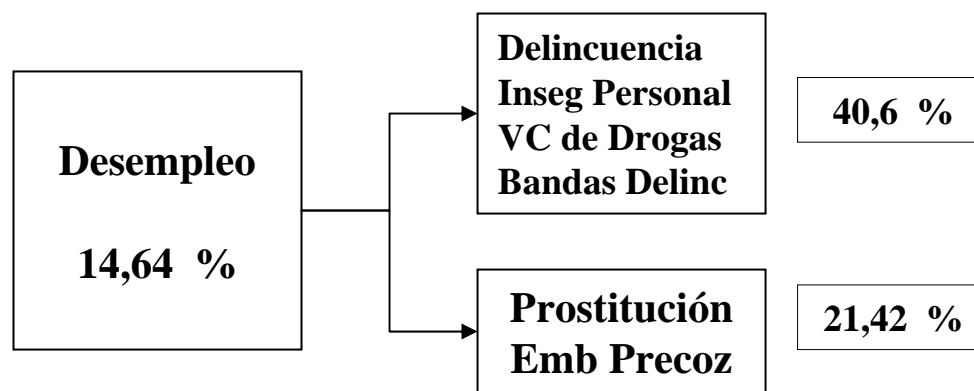 Desempleo
14,64 %
Delincuencia
Inseg Personal
VC de Drogas
Bandas Delinc
40,6 %
Prostitución
Emb Precoz
21,42 %